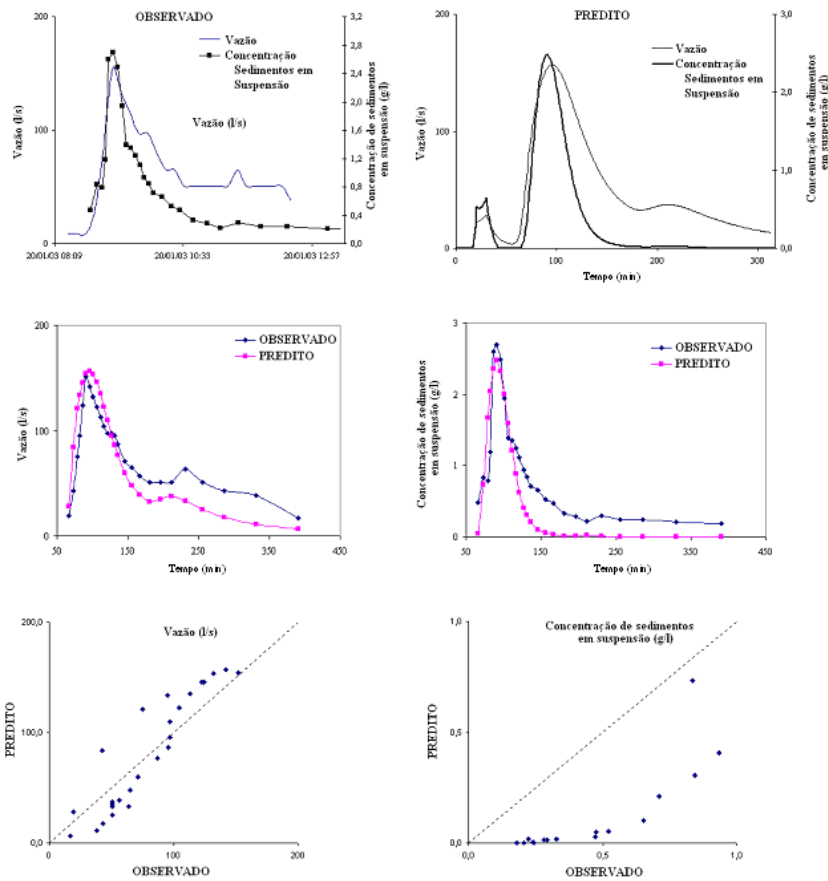 OBSERVADO
200
100
0
Vazão (l/s)
Vazão
Concentração
Sedimentos em
Suspensão
Vazão (l/s)
3,2
2,8
2,4
2,0
1,6
1,2
0,8
0,4
0,0
Concentração de sedimentos
em suspensão (g/l)
20/01/03 08:09
20/01/03 10:33
20/01/03 12:57
PREDITO
200
100
0
Vazão (l/s)
Vazão
Concentração
Sedimentos em
Suspensão
3,0
2,0
1,0
0,0
Concentração de sedimentos
em suspensão (g/l)
0
100
200
300
Tempo (min)
200
100
0
Vazão (l/s)
OBSERVADO
PREDITO
50
150
250
350
450
Tempo (min)
3
2
1
0
Concentração de sedimentos
em suspensão (g/l)
OBSERVADO
PREDITO
50
150
250
350
450
Tempo (min)
200,0
100,0
0,0
PREDITO
Vazão (l/s)
0
100
200
OBSERVADO
1,0
0,5
0,0
PREDITO
Concentração de sedimentos
em suspensão (g/l)
0,0
0,5
1,0
OBSERVADO